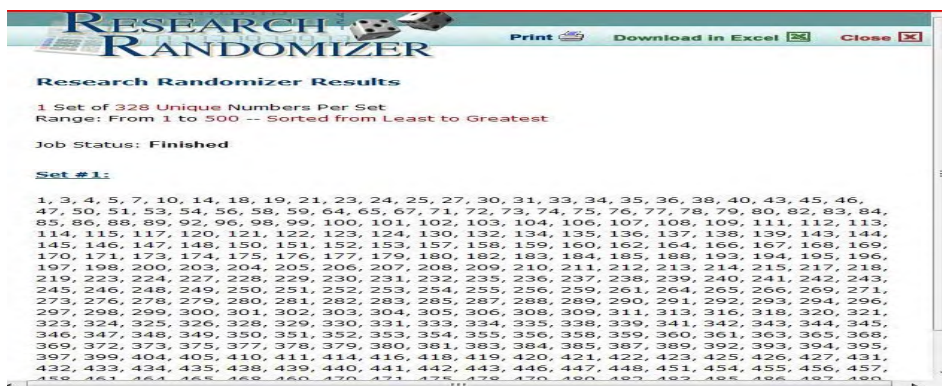 RESEARCH
RANDOMIZER
Print Download in Excel Close
Research Randomizer Results
1 Set of 328 Unique Numbers Per Set
Range: From 1 to 500 -- Sorted from Least to Greatest
Job Status: Finished
Set #1:
1, 3, 4, 5, 7, 10, 14, 18, 19, 21, 23, 24, 25, 27, 30, 31, 33, 34, 35, 36, 38, 40, 43, 45, 46,
47, 50, 51, 53, 54, 56, 58, 59, 64, 65, 67, 71, 72, 73, 74, 75, 76, 77, 78, 79, 80, 82, 83, 84,
85, 86, 88, 89, 92, 96, 98, 99, 100, 101, 102, 103, 104, 106, 107, 108, 109, 111, 112, 113,
114, 115, 117, 120, 121, 122, 123, 124, 130, 132, 134, 135, 136, 137, 138, 139, 143, 144,
145, 146, 147, 148, 150, 151, 152, 153, 157, 158, 159, 160, 162, 164, 166, 167, 168, 169,
170, 171, 173, 174, 175, 176, 177, 179, 180, 182, 183, 184, 185, 188, 193, 194, 195, 196,
197, 198, 200, 203, 204, 205, 206, 207, 208, 209, 210, 211, 212, 213, 214, 215, 217, 218,
219, 223, 224, 227, 228, 229, 230, 231, 232, 235, 236, 237, 238, 239, 240, 241, 242, 243,
245, 246, 248, 249, 250, 251, 252, 253, 254, 255, 256, 259, 261, 264, 265, 266, 269, 271,
273, 276, 278, 279, 280, 281, 282, 283, 285, 287, 288, 289, 290, 291, 292, 293, 294, 296,
297, 298, 299, 300, 301, 302, 303, 304, 305, 306, 308, 309, 311, 313, 316, 318, 320, 321,
323, 324, 325, 326, 328, 329, 330, 331, 333, 334, 335, 338, 339, 341, 342, 343, 344, 345,
346, 347, 348, 349, 350, 351, 352, 353, 354, 355, 356, 358, 359, 360, 361, 363, 365, 368,
369, 372, 373, 375, 377, 378, 379, 380, 381, 383, 384, 385, 387, 389, 392, 393, 394, 395,
397, 399, 404, 405, 410, 411, 414, 416, 418, 419, 420, 421, 422, 423, 425, 426, 427, 431,
432, 433, 434, 435, 438, 439, 440, 441, 442, 443, 446, 447, 448, 451, 454, 455, 456, 457,